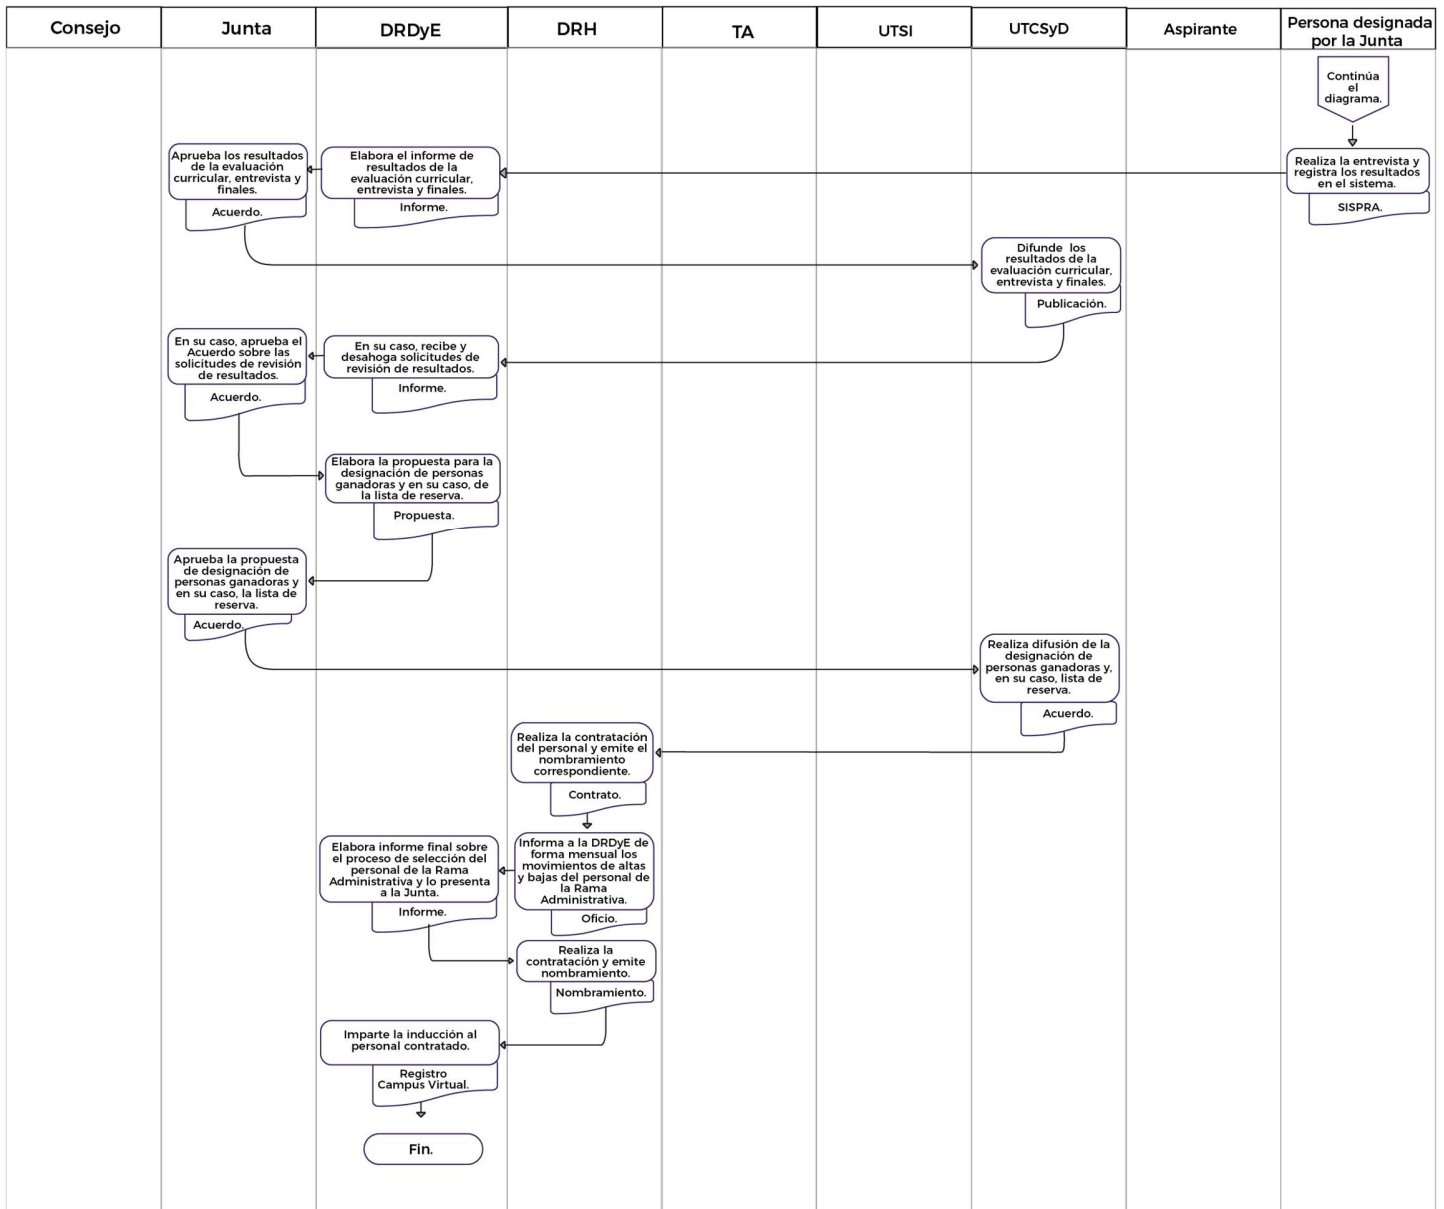 Consejo
Junta
DRDyE
DRH
TA
UTSI
UTCSyD
Aspirante
Persona designada
por la Junta
Continúa
el
diagrama.
Realiza la entrevista y
registra los resultados
en el sistema.
SISPRA.
Elabora el informe de
resultados de la
evaluación curricular,
entrevista y finales.
Informe.
Aprueba los resultados
de la evaluación
curricular, entrevista y
finales.
Acuerdo.
Difunde los
resultados de la
evaluación curricular,
entrevista y finales.
Publicación.
En su caso, recibe y
desahoga solicitudes de
revisión de resultados.
Informe.
En su caso, aprueba el
Acuerdo sobre las
solicitudes de revisión
de resultados.
Acuerdo.
Elabora la propuesta para la
designación de personas
ganadoras y en su caso, de
la lista de reserva.
Propuesta.
Aprueba la propuesta
de designación de
personas ganadoras y
en su caso, la lista de
reserva.
Acuerdo.
Realiza difusión de la
designación de
personas ganadoras y,
en su caso, lista de
reserva.
Acuerdo.
Realiza la contratación
del personal y emite el
nombramiento
correspondiente.
Contrato.
Informa a la DRDyE de
forma mensual los
movimientos de altas
y bajas del personal de
la Rama
Administrativa.
Oficio.
Elabora informe final sobre
el proceso de selección del
personal de la Rama
Administrativa y lo presenta
a la Junta.
Informe.
Realiza la
contratación y emite
nombramiento.
Nombramiento.
Imparte la inducción al
personal contratado.
Registro
Campus Virtual.
Fin.